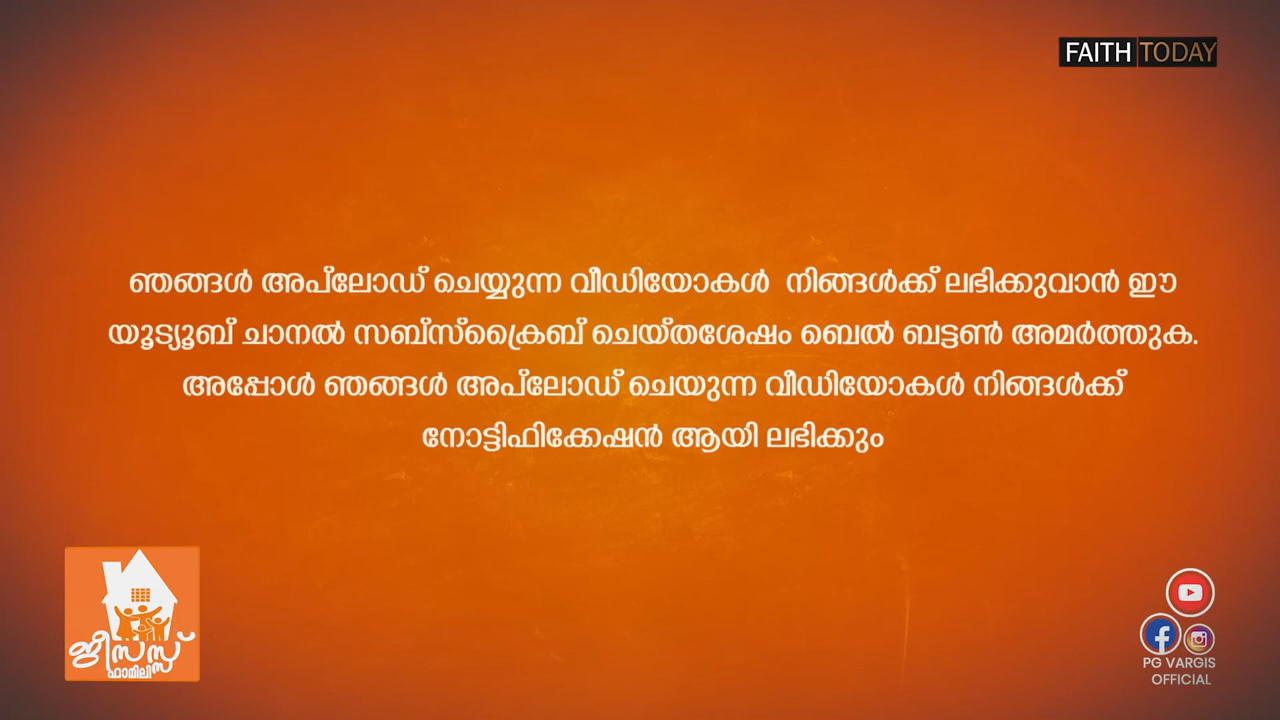 FAITH TODAY
ഞങ്ങൾ അപ്‌ലോഡ് ചെയ്യുന്ന വീഡിയോകൾ നിങ്ങൾക്ക് ലഭിക്കുവാൻ ഈ
യൂട്യൂബ് ചാനൽ സബ്സ്ക്രൈബ് ചെയ്തശേഷം ബെൽ ബട്ടൺ അമർത്തുക.
അപ്പോൾ ഞങ്ങൾ അപ്‌ലോഡ് ചെയുന്ന വീഡിയോകൾ നിങ്ങൾക്ക്
നോട്ടിഫിക്കേഷൻ ആയി ലഭിക്കും
ജീസസ്സ്
ഫാമിലി
PG VARGIS
OFFICIAL